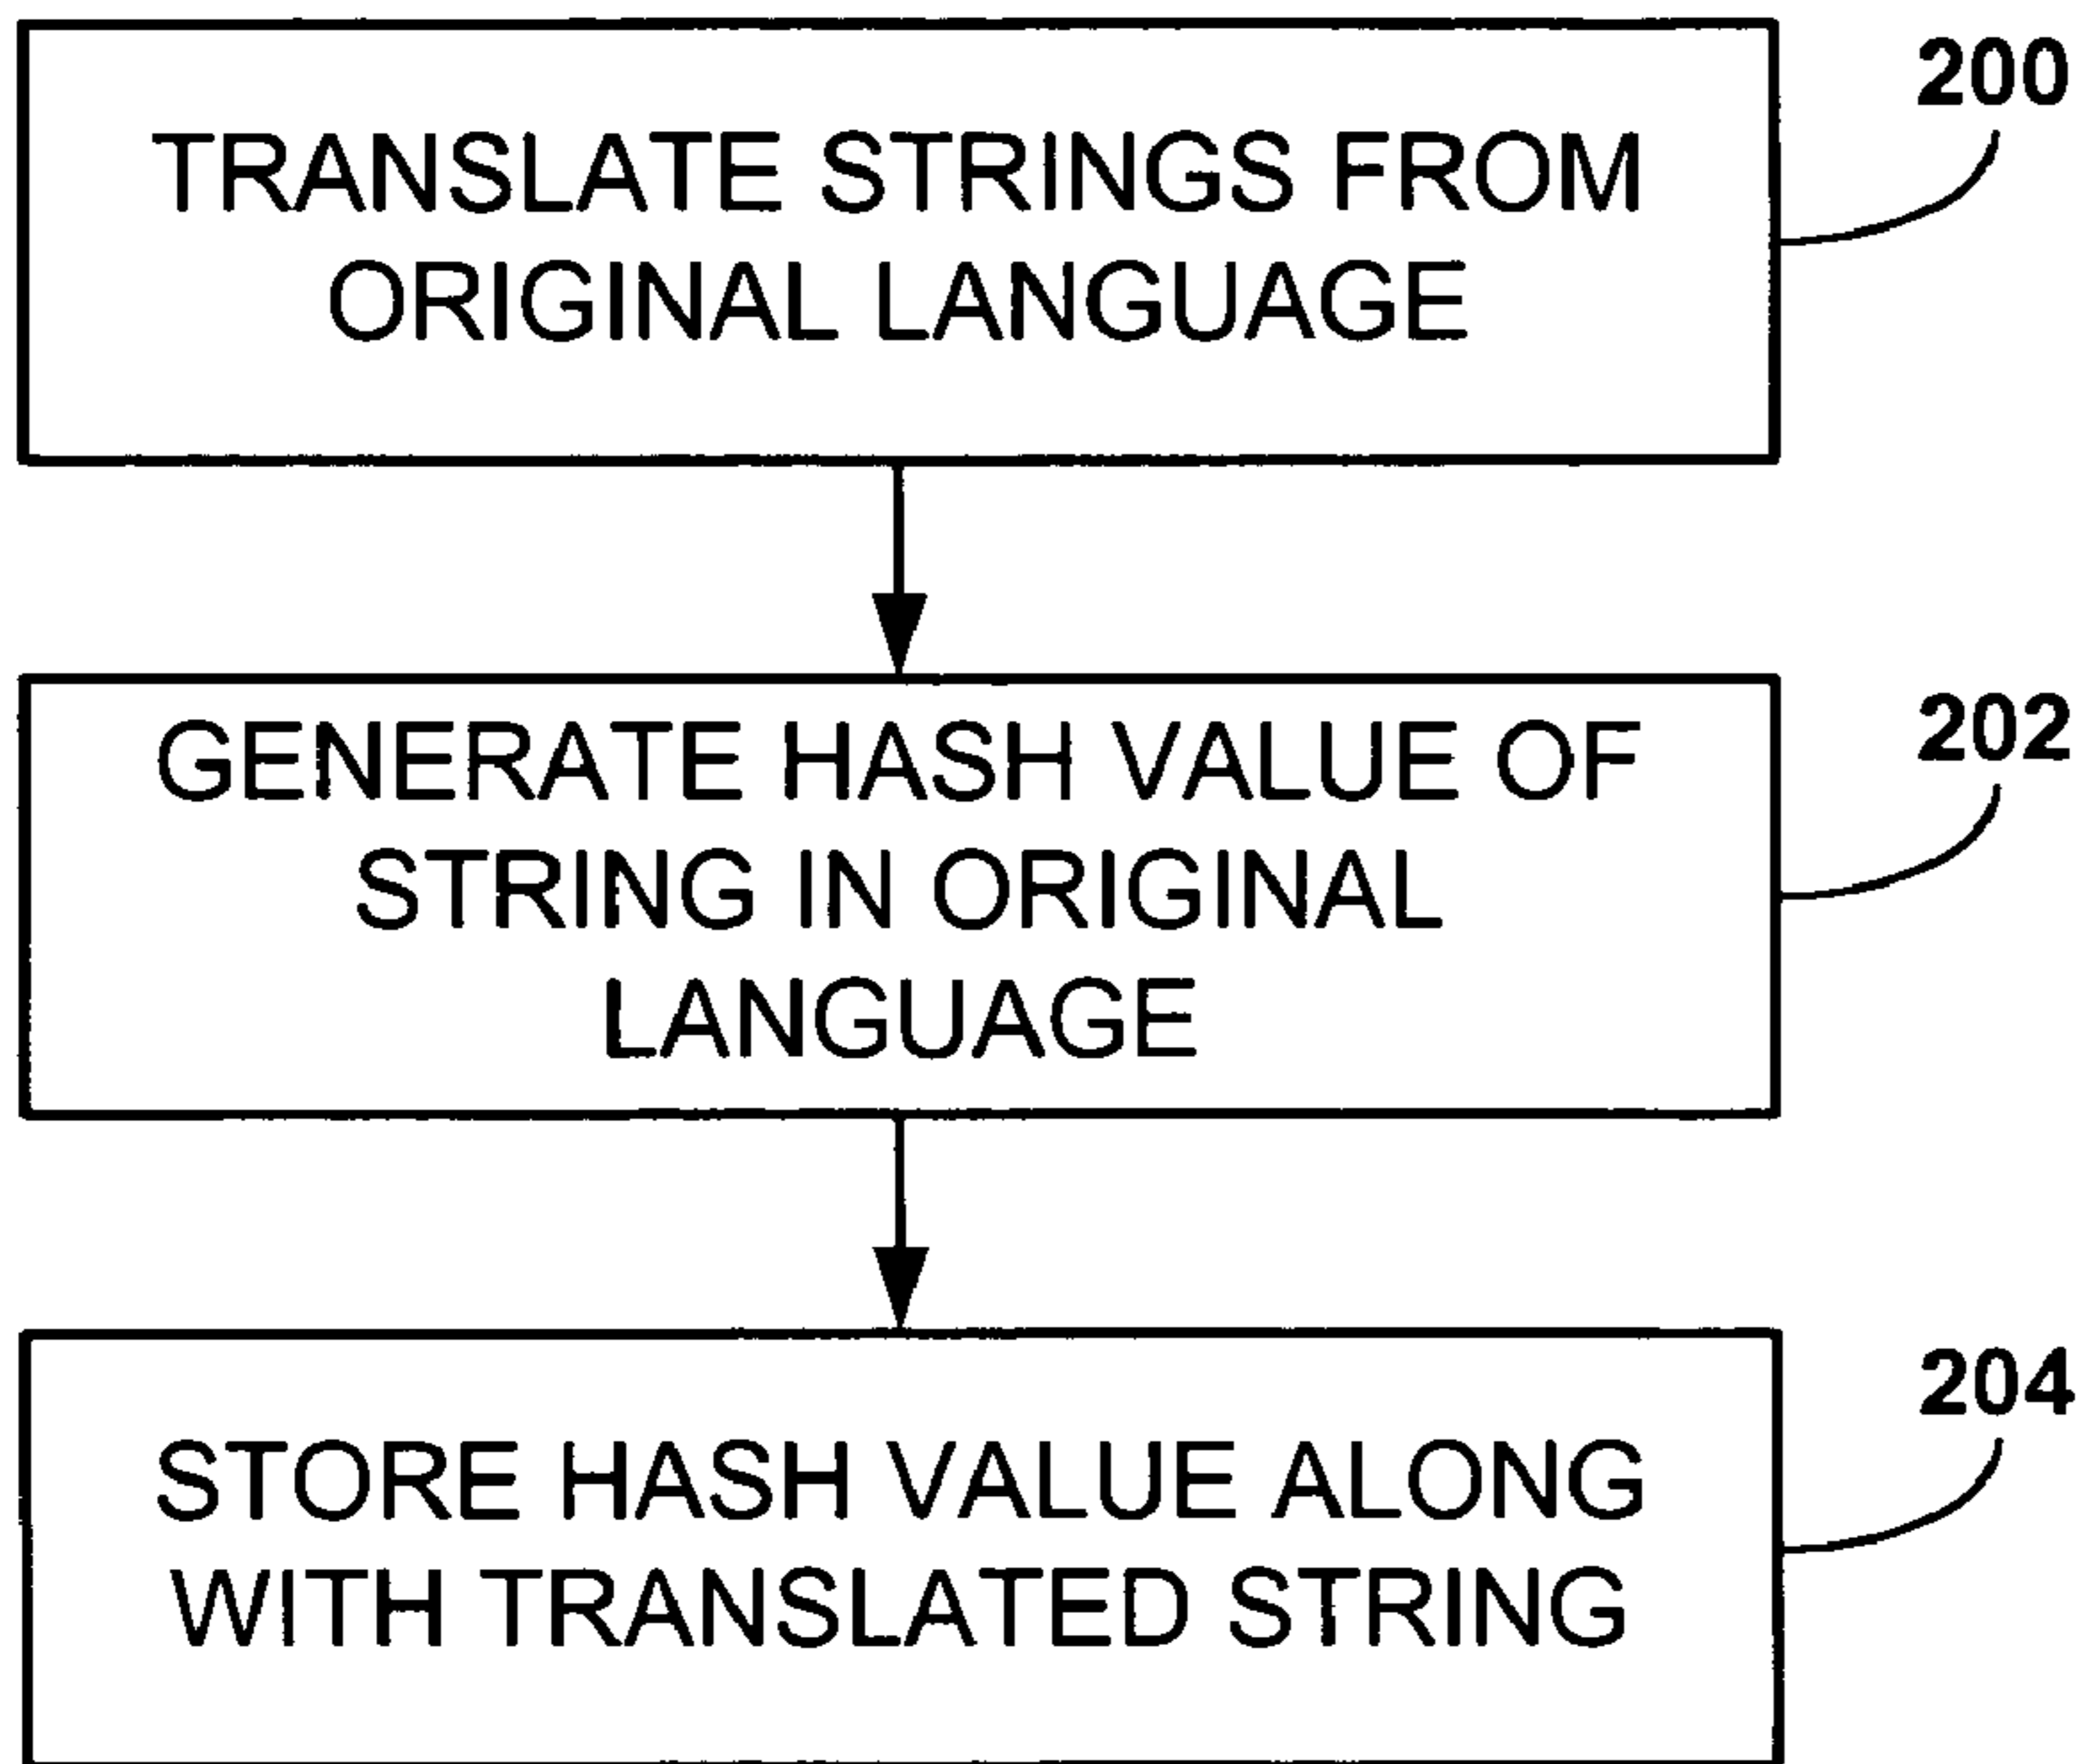 200
TRANSLATE STRINGS FROM
ORIGINAL LANGUAGE
202
GENERATE HASH VALUE OF
STRING IN ORIGINAL
LANGUAGE
204
STORE HASH VALUE ALONG
WITH TRANSLATED STRING